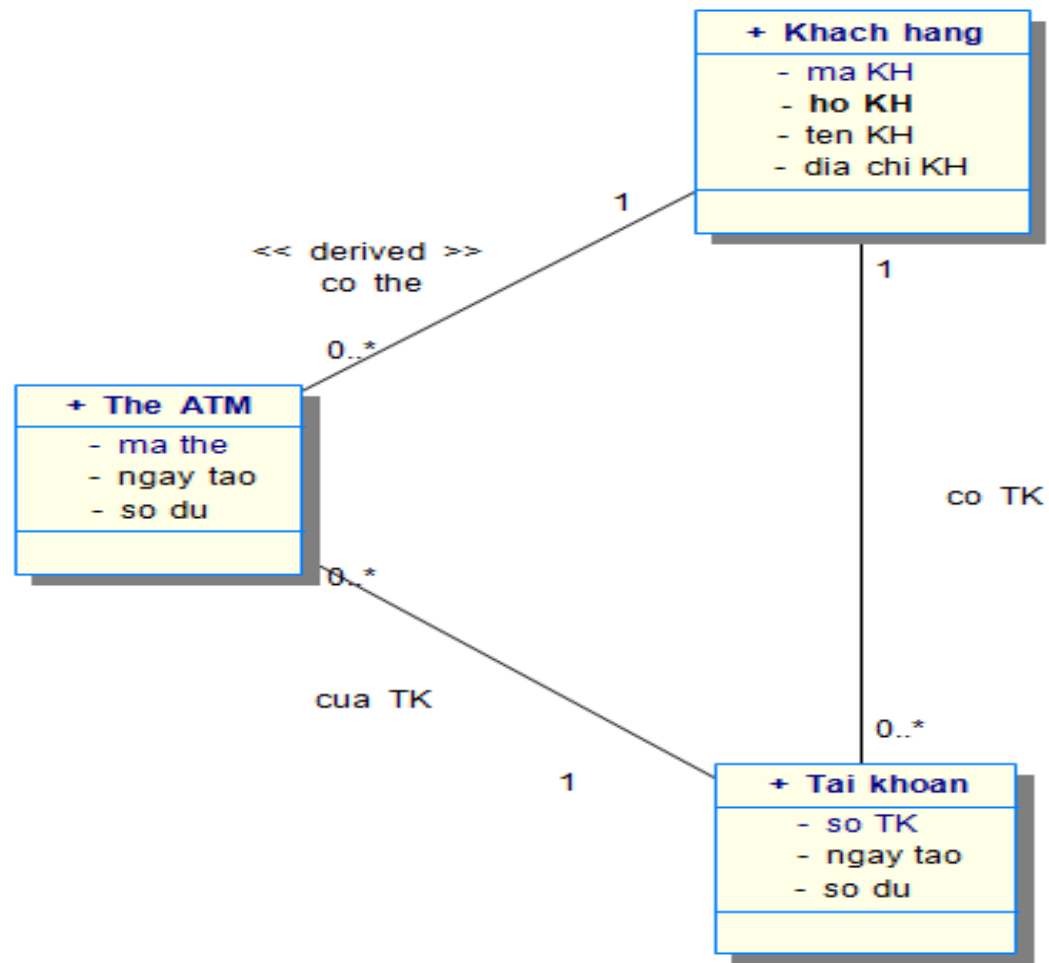 + Khach hang
- ma KH
- ho KH
- ten KH
- dia chi KH
1
<< derived >>
co the
1
0..*
+ The ATM
- ma the
- ngay tao
- so du
co TK
0..*
cua TK
0..*
1
+ Tai khoan
- so TK
- ngay tao
- so du